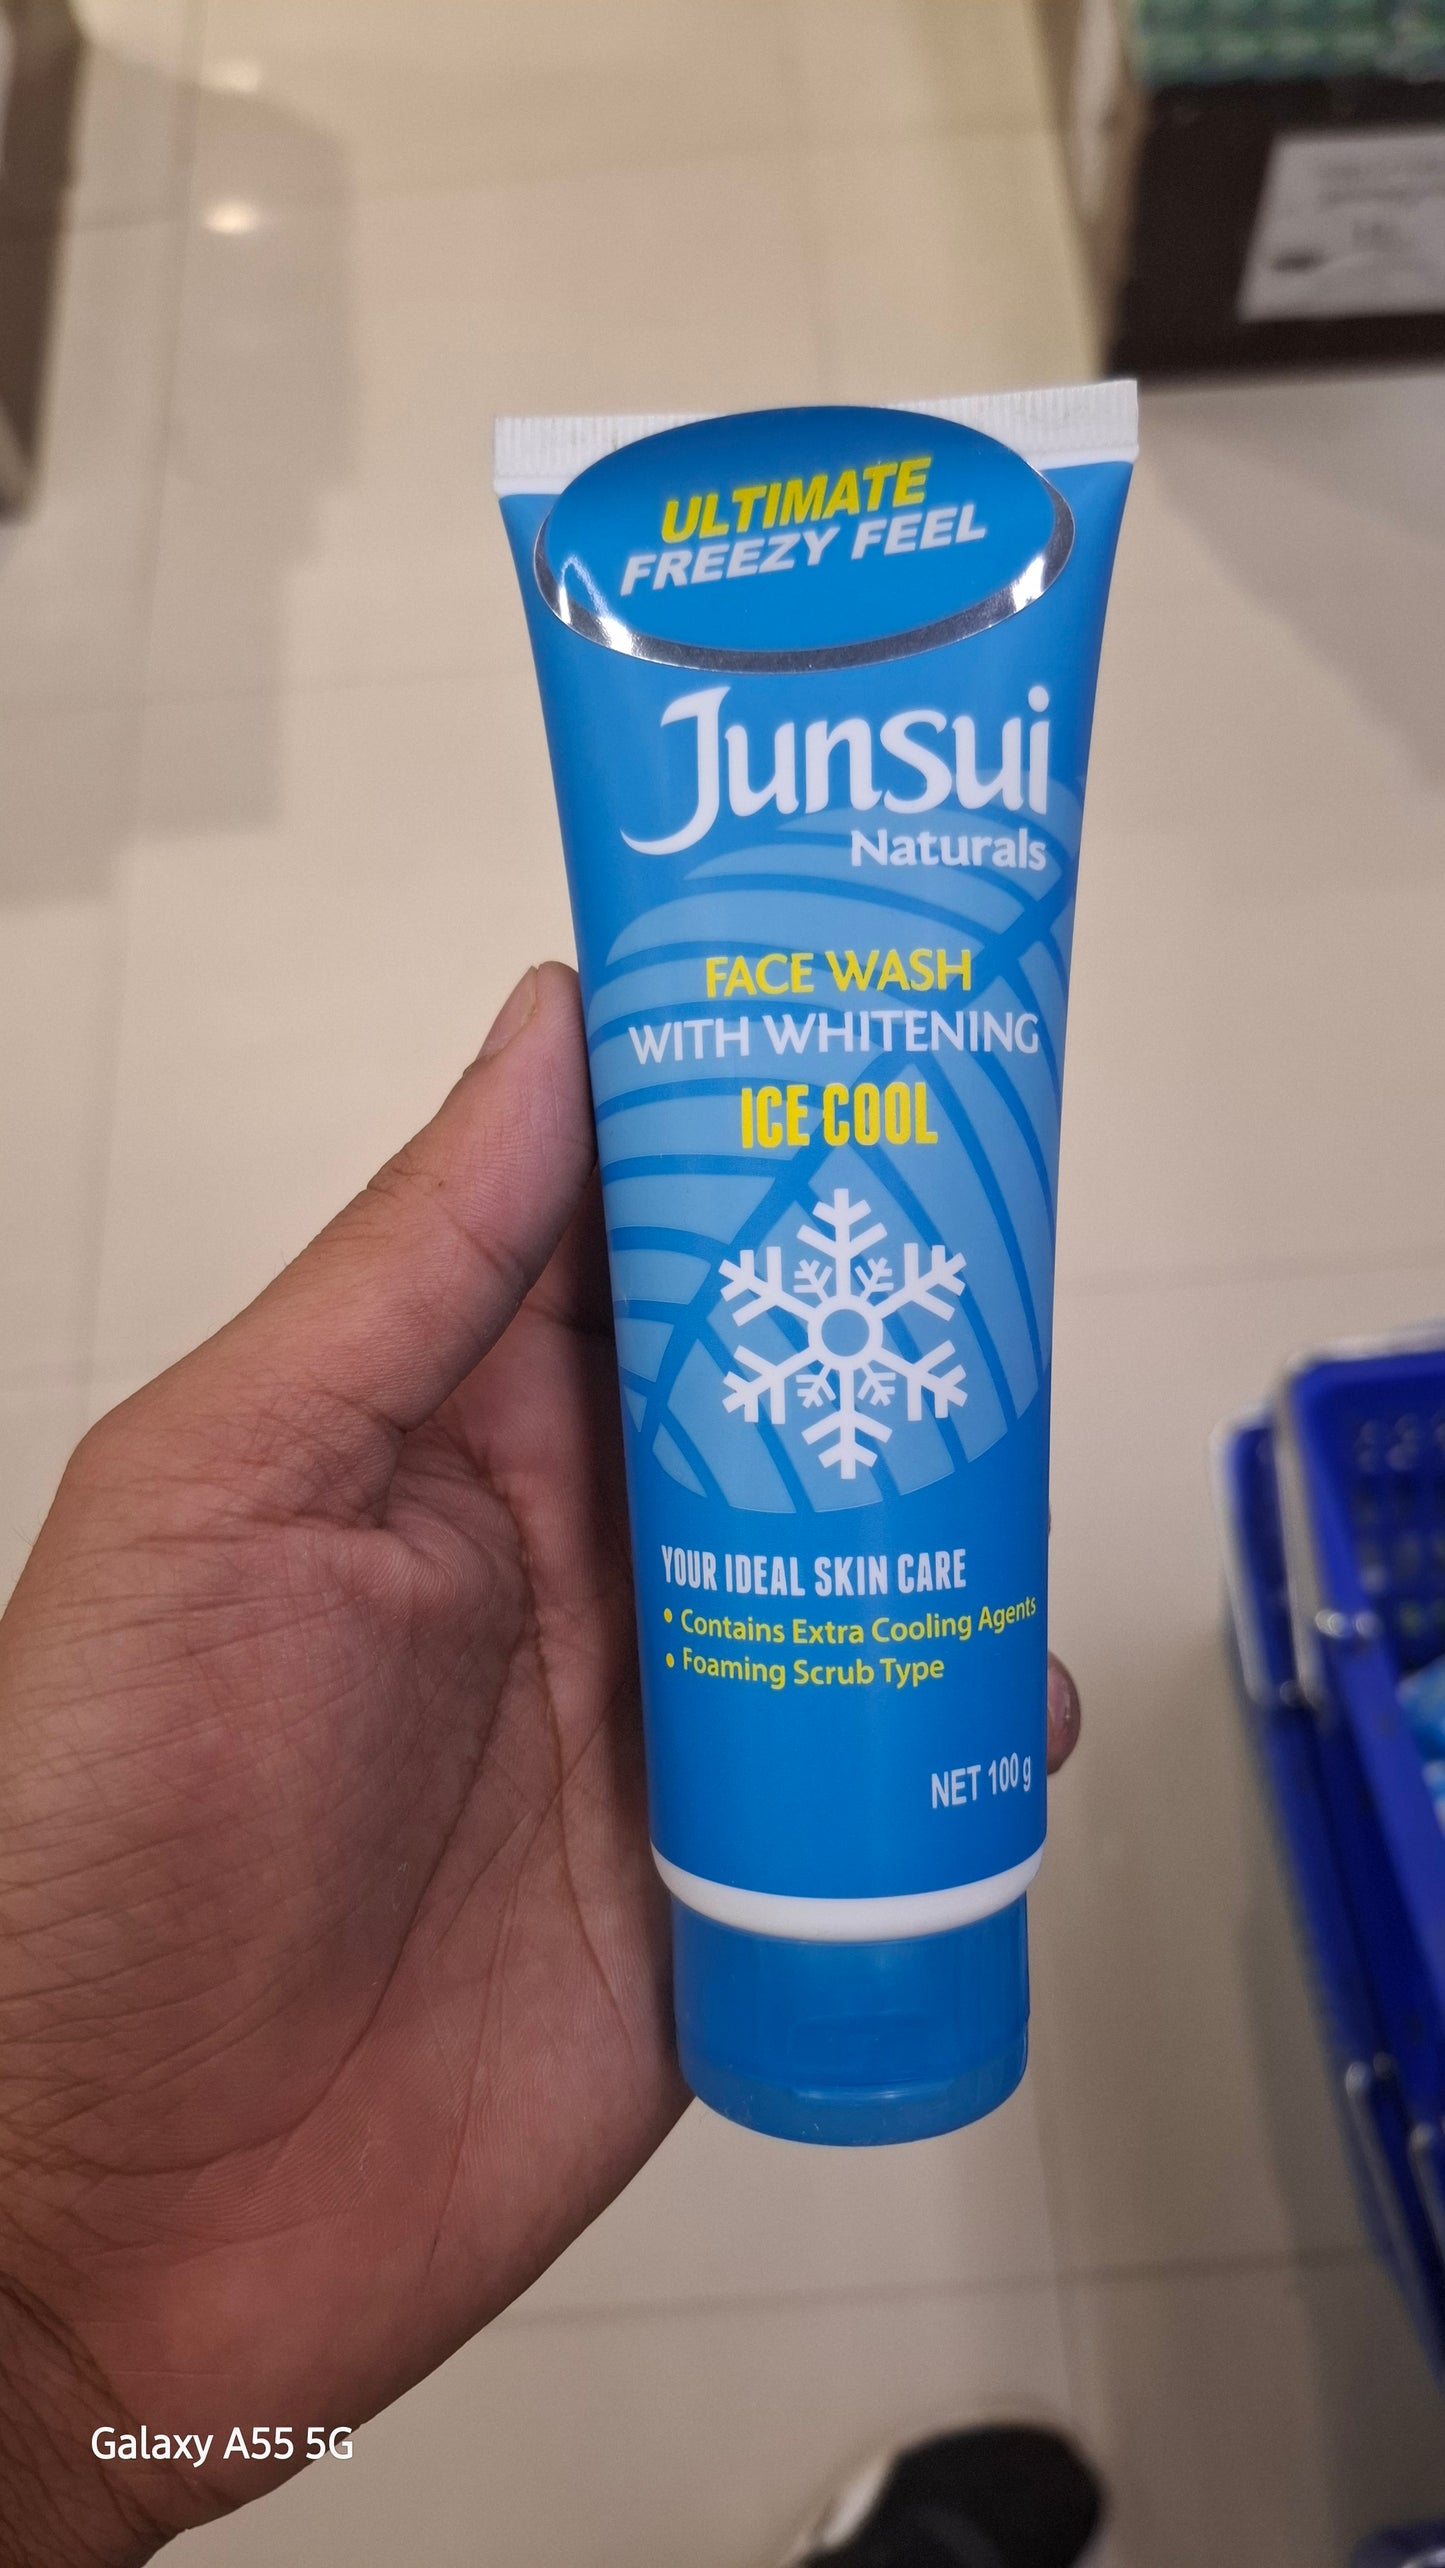 ULTIMATE
FREEZY FEEL
Junsui
Naturals
FACE WASH
WITH WHITENING
ICE COOL
YOUR IDEAL SKIN CARE
• Contains Extra Cooling Agents
• Foaming Scrub Type
NET 100 g
Galaxy A55 5G